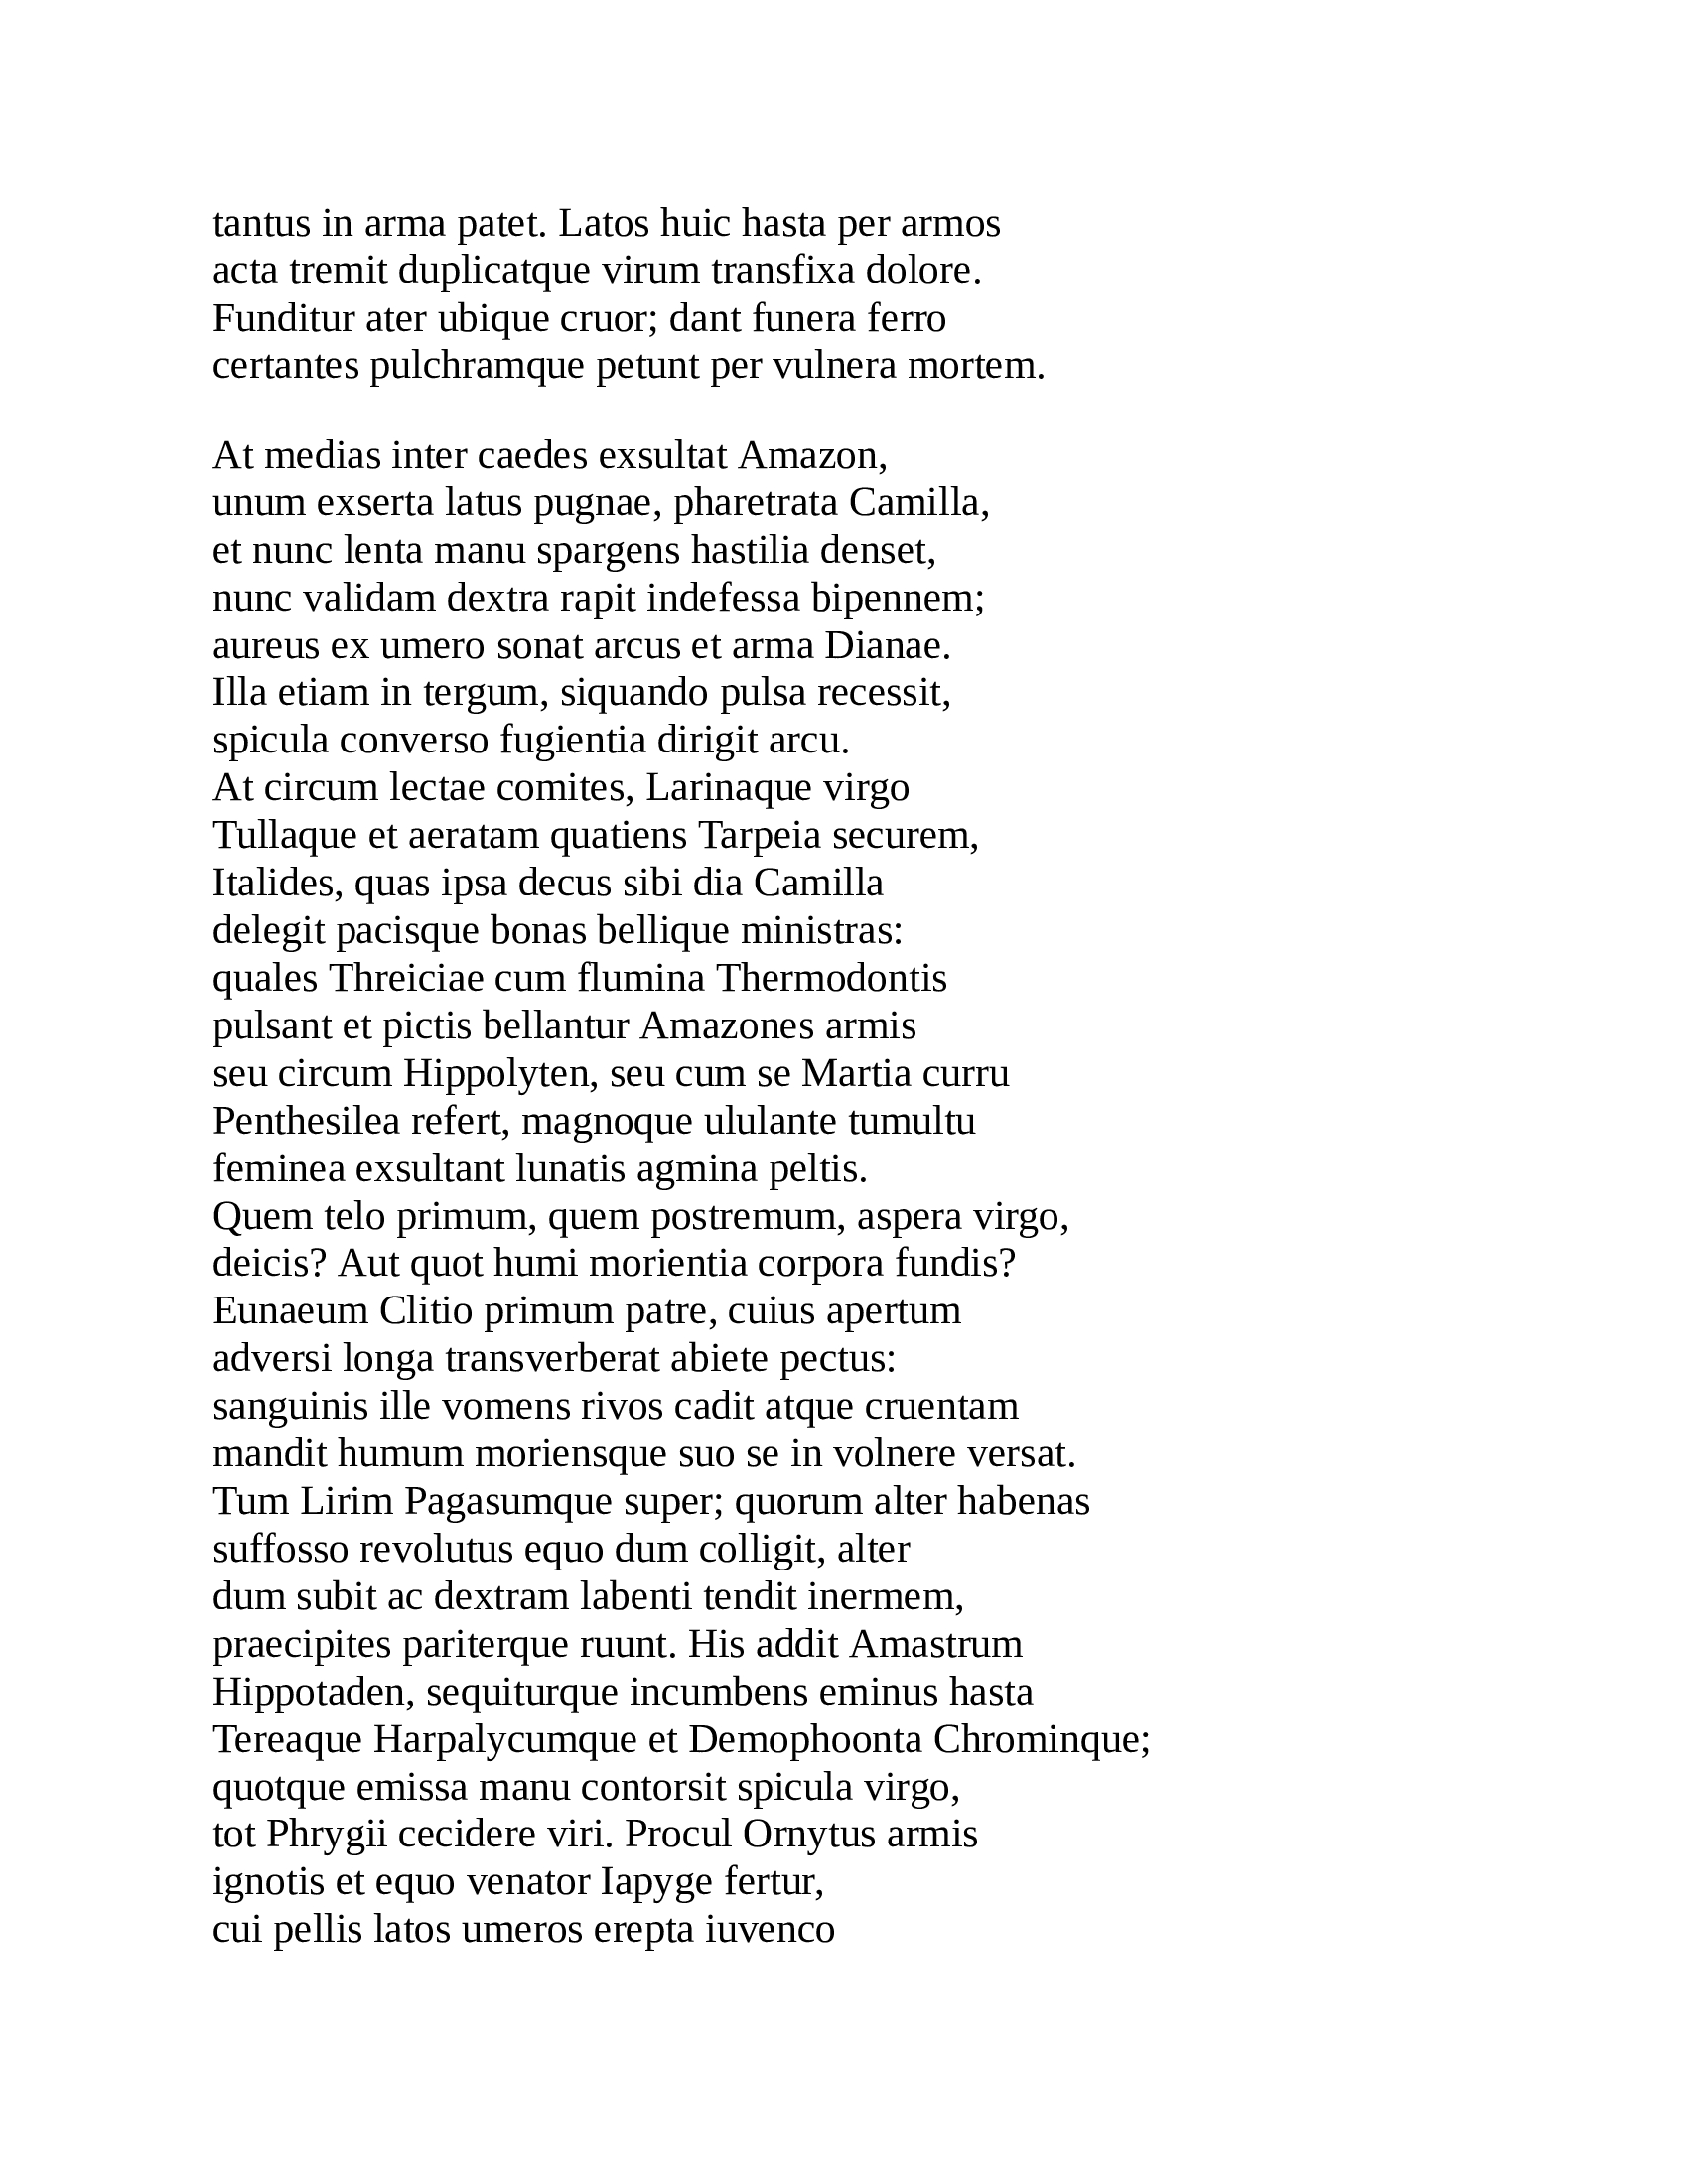 tantus in arma patet. Latos huic hasta per armos
acta tremit duplicatque virum transfixa dolore.
Funditur ater ubique cruor; dant funera ferro
certantes pulchramque petunt per vulnera mortem.

At medias inter caedes exsultat Amazon,
unum exserta latus pugnae, pharetrata Camilla,
et nunc lenta manu spargens hastilia denset,
nunc validam dextra rapit indefessa bipennem;
aureus ex umero sonat arcus et arma Dianae.
Illa etiam in tergum, siquando pulsa recessit,
spicula converso fugientia dirigit arcu.
At circum lectae comites, Larinaque virgo
Tullaque et aeratam quatiens Tarpeia securem,
Italides, quas ipsa decus sibi dia Camilla
delegit pacisque bonas bellique ministras:
quales Threiciae cum flumina Thermodontis
pulsant et pictis bellantur Amazones armis
seu circum Hippolyten, seu cum se Martia curru
Penthesilea refert, magnoque ululante tumultu
feminea exsultant lunatis agmina peltis.
Quem telo primum, quem postremum, aspera virgo,
deicis? Aut quot humi morientia corpora fundis?
Eunaeum Clitio primum patre, cuius apertum
adversi longa transverberat abiete pectus:
sanguinis ille vomens rivos cadit atque cruentam
mandit humum moriensque suo se in volnere versat.
Tum Lirim Pagasumque super; quorum alter habenas
suffosso revolutus equo dum colligit, alter
dum subit ac dextram labenti tendit inermem,
praecipites pariterque ruunt. His addit Amastrum
Hippotaden, sequiturque incumbens eminus hasta
Tereaque Harpalycumque et Demophoonta Chrominque;
quotque emissa manu contorsit spicula virgo,
tot Phrygii cecidere viri. Procul Ornytus armis
ignotis et equo venator Iapyge fertur,
cui pellis latos umeros erepta iuvenco